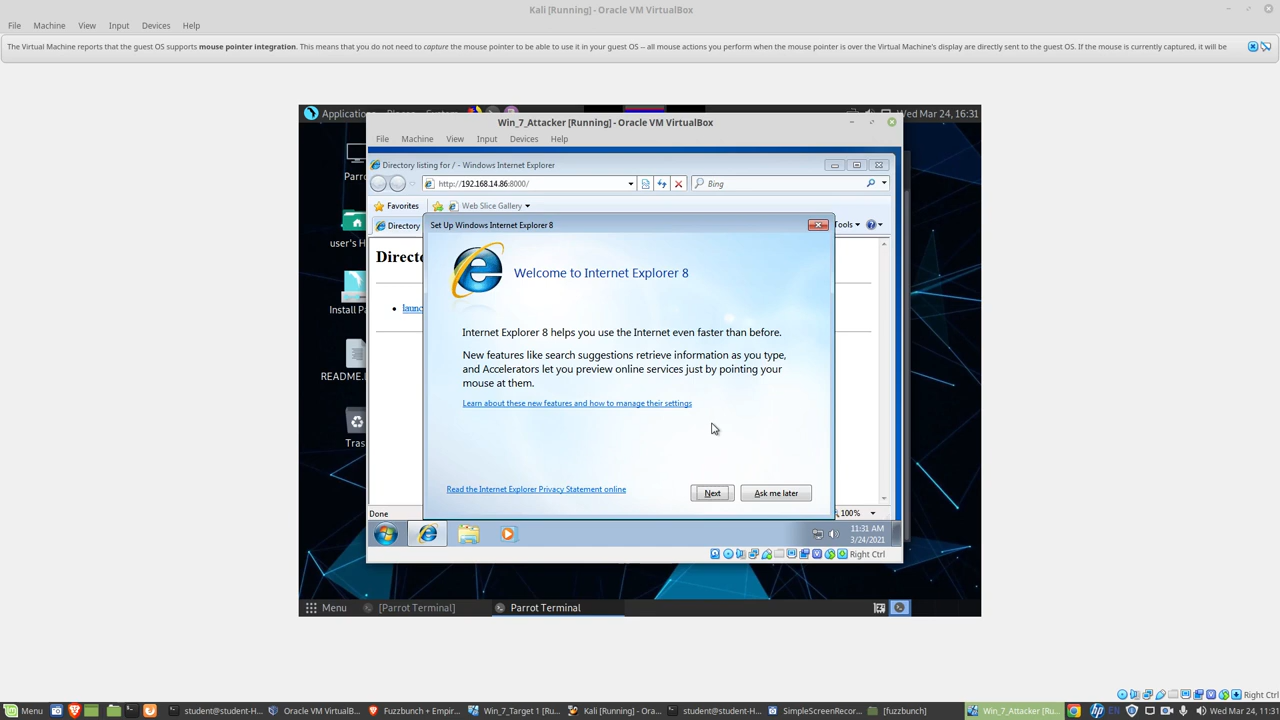 Kali [Running] - Oracle VM VirtualBox
File Machine View Input Devices Help
The Virtual Machine reports that the guest OS supports mouse pointer integration. This means that you do not need to capture the mouse pointer to be able to use it in your guest OS -- all mouse actions you perform when the mouse pointer is over the Virtual Machine's display are directly sent to the guest OS. If the mouse is currently captured, it will be
Applications
Wed Mar 24, 16:31
Win_7_Attacker [Running] - Oracle VM VirtualBox
File Machine View Input Devices Help
Directory listing for / - Windows Internet Explorer
http://192.168.14.86:8000/
Bing
Favorites Web Slice Gallery
Directory
Tools
Set Up Windows Internet Explorer 8
Welcome to Internet Explorer 8
Internet Explorer 8 helps you use the Internet even faster than before.
New features like search suggestions retrieve information as you type,
and Accelerators let you preview online services just by pointing your
mouse at them.
Learn about these new features and how to manage their settings
Read the Internet Explorer Privacy Statement online
Next Ask me later
Directo
launc
Done
100%
11:31 AM
3/24/2021
Right Ctrl
Parro
user's H
Install Pa
README.l
Tras
Menu [Parrot Terminal] Parrot Terminal
Right Ctrl
Menu student@student-H... Oracle VM VirtualB... Fuzzbunch + Empir... Win_7_Target 1 [Ru... Kali [Running] - Ora... student@student-H... SimpleScreenRecor... [fuzzbunch] Win_7_Attacker [Ru... EN Wed Mar 24, 11:31